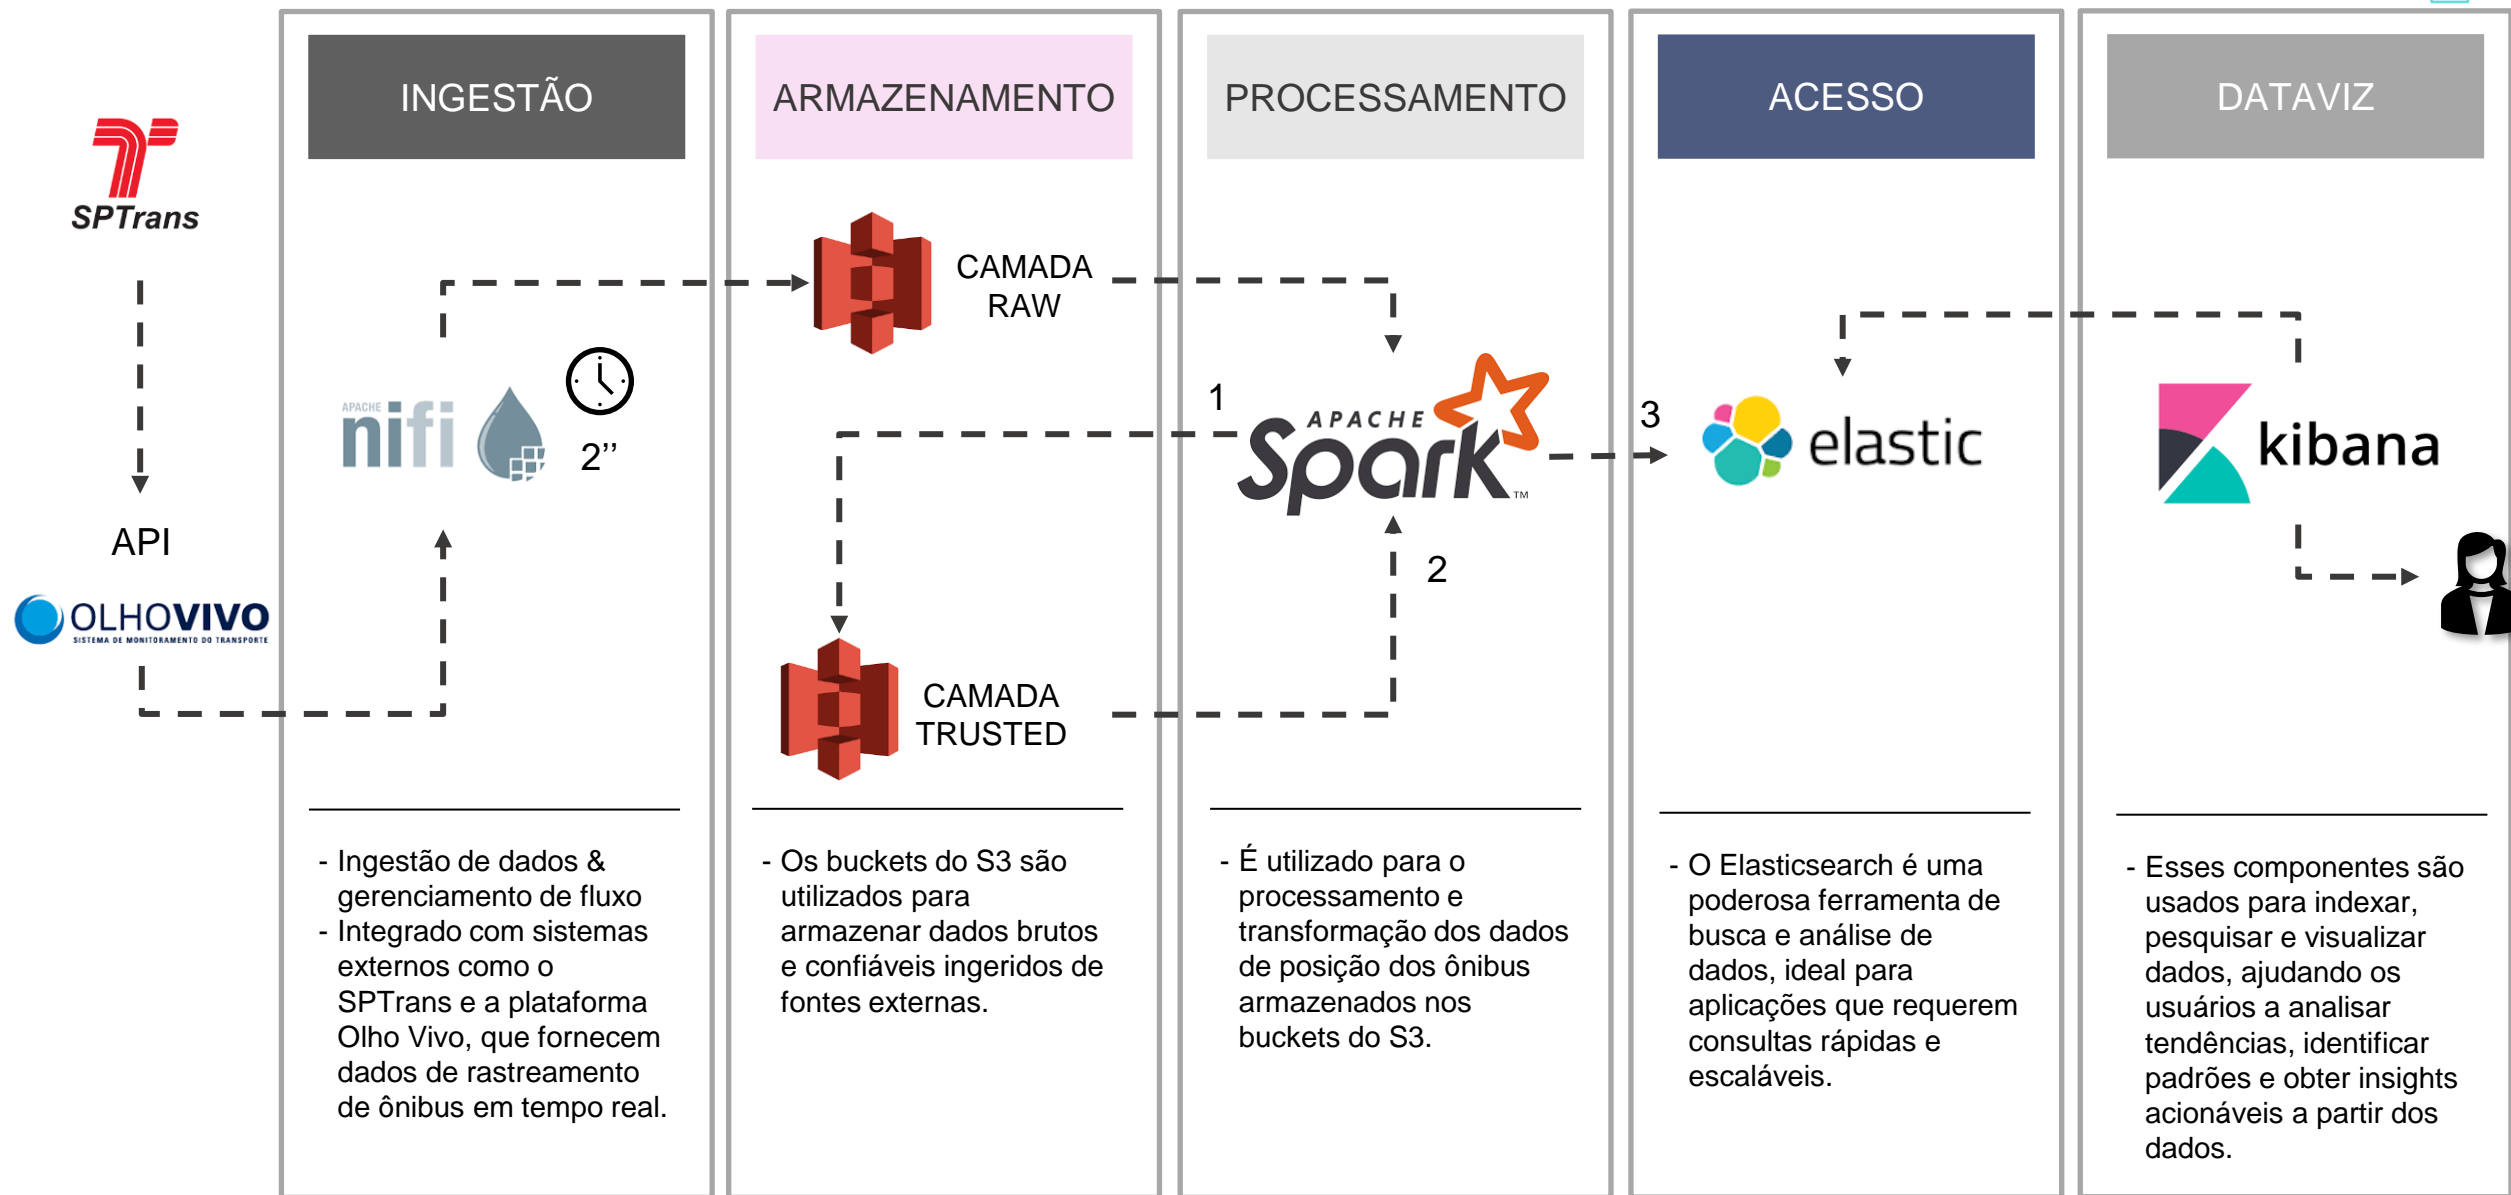 INGESTÃO
ARMAZENAMENTO
PROCESSAMENTO
ACESSO
DATAVIZ
SPTrans
API
OLHOVIVO
SISTEMA DE MONITORAMENTO DO TRANSPORTE
APACHE
nifi
2’’
CAMADA
RAW
CAMADA
TRUSTED
1
APACHE
Spark
TM
2
3
elastic
kibana
- Ingestão de dados &
gerenciamento de fluxo
- Integrado com sistemas
externos como o
SPTrans e a plataforma
Olho Vivo, que fornecem
dados de rastreamento
de ônibus em tempo real.
- Os buckets do S3 são
utilizados para
armazenar dados brutos
e confiáveis ingeridos de
fontes externas.
- É utilizado para o
processamento e
transformação dos dados
de posição dos ônibus
armazenados nos
buckets do S3.
- O Elasticsearch é uma
poderosa ferramenta de
busca e análise de
dados, ideal para
aplicações que requerem
consultas rápidas e
escaláveis.
- Esses componentes são
usados para indexar,
pesquisar e visualizar
dados, ajudando os
usuários a analisar
tendências, identificar
padrões e obter insights
acionáveis a partir dos
dados.